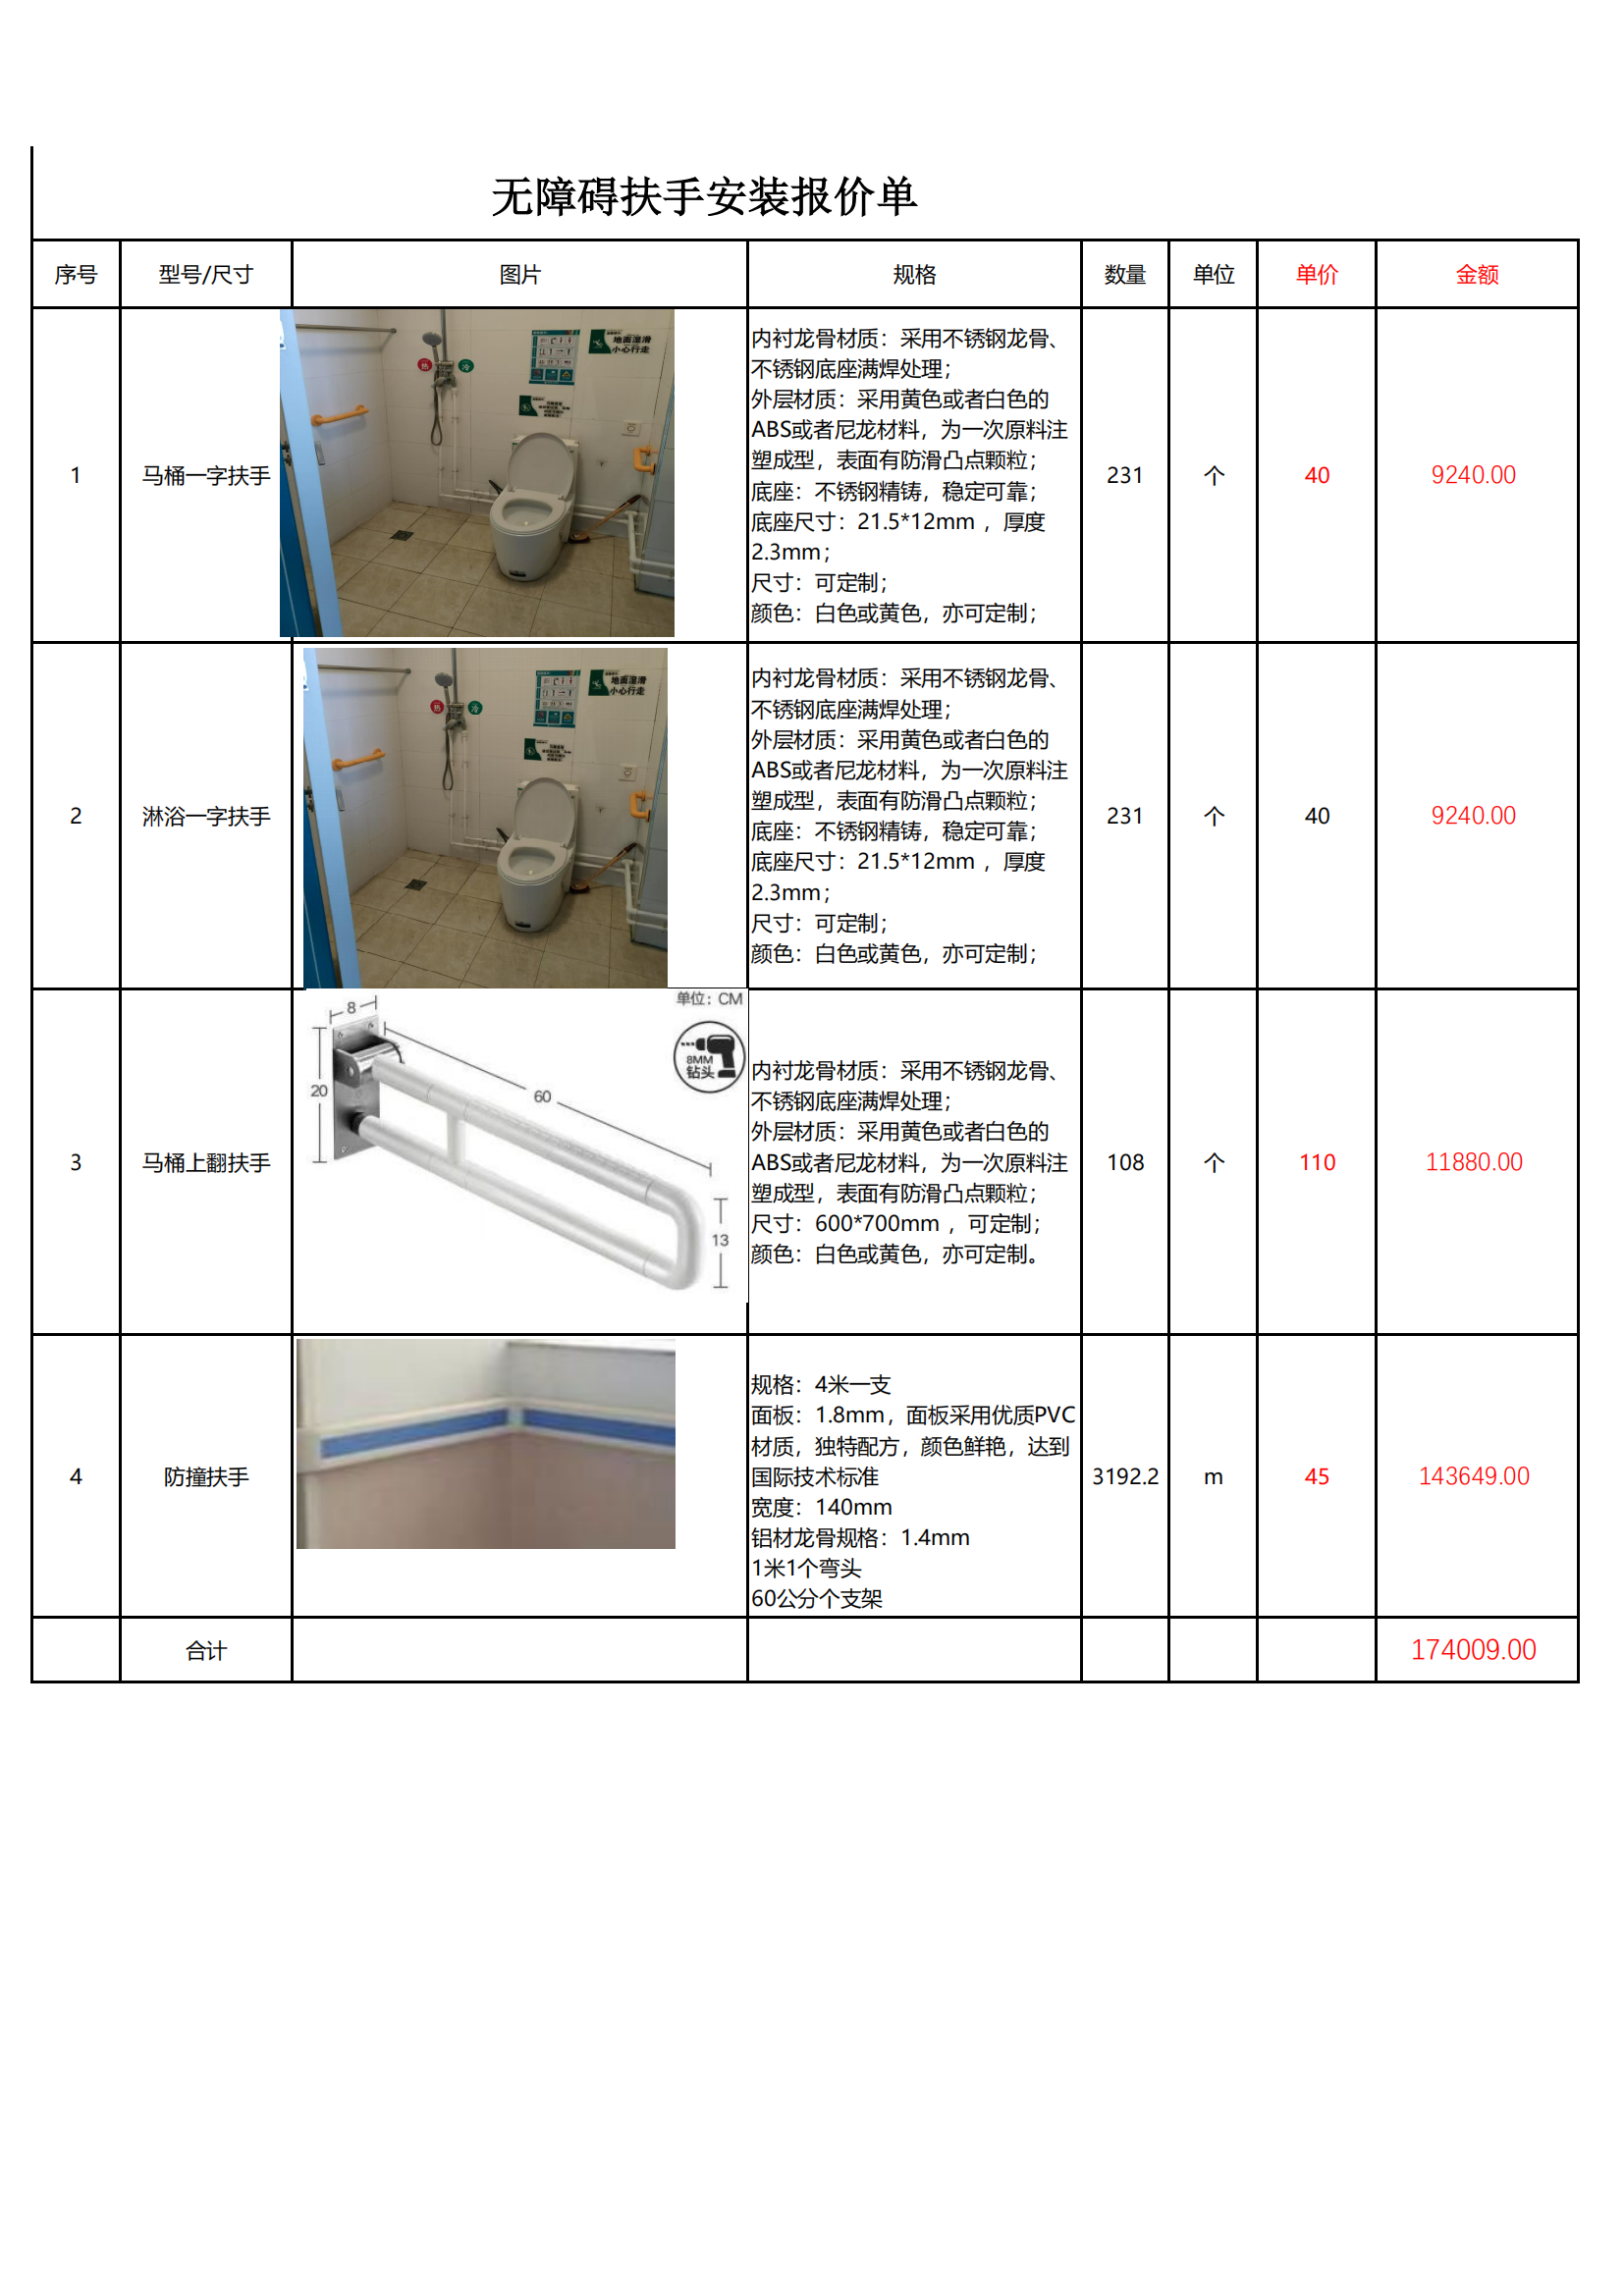 无障碍扶手安装报价单
序号 型号/尺寸 图片 规格 数量 单位 单价 金额
1 马桶一字扶手
热 冷
地面湿滑
小心行走
内衬龙骨材质：采用不锈钢龙骨、
不锈钢底座满焊处理；
外层材质：采用黄色或者白色的
ABS或者尼龙材料，为一次原料注
塑成型，表面有防滑凸点颗粒；
底座：不锈钢精铸，稳定可靠；
底座尺寸：21.5*12mm ，厚度
2.3mm；
尺寸：可定制；
颜色：白色或黄色，亦可定制；
231 个 40 9240.00
2 淋浴一字扶手
热 冷
地面湿滑
小心行走
内衬龙骨材质：采用不锈钢龙骨、
不锈钢底座满焊处理；
外层材质：采用黄色或者白色的
ABS或者尼龙材料，为一次原料注
塑成型，表面有防滑凸点颗粒；
底座：不锈钢精铸，稳定可靠；
底座尺寸：21.5*12mm ，厚度
2.3mm；
尺寸：可定制；
颜色：白色或黄色，亦可定制；
231 个 40 9240.00
3 马桶上翻扶手
单位：CM
8
20
60
13
8MM
钻头
内衬龙骨材质：采用不锈钢龙骨、
不锈钢底座满焊处理；
外层材质：采用黄色或者白色的
ABS或者尼龙材料，为一次原料注
塑成型，表面有防滑凸点颗粒；
尺寸：600*700mm ，可定制；
颜色：白色或黄色，亦可定制。
108 个 110 11880.00
4 防撞扶手
规格：4米一支
面板：1.8mm，面板采用优质PVC
材质，独特配方，颜色鲜艳，达到
国际技术标准
宽度：140mm
铝材龙骨规格：1.4mm
1米1个弯头
60公分个支架
3192.2 m 45 143649.00
合计 174009.00